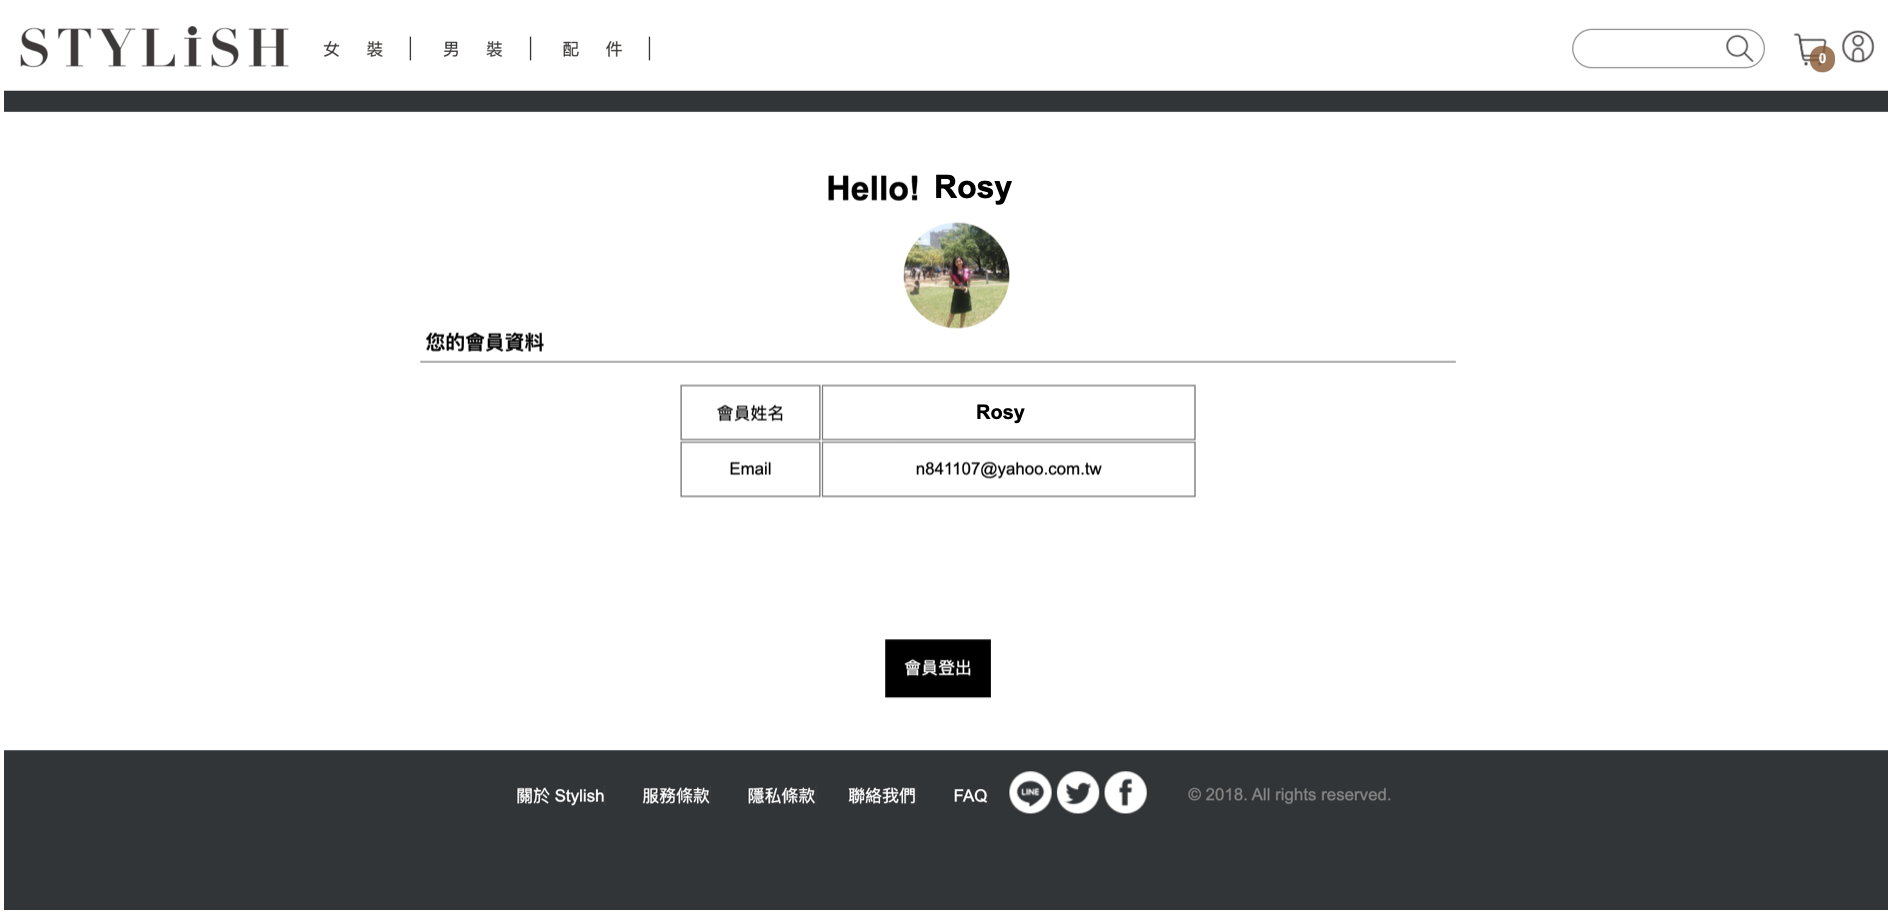 STYLiSH 女裝 | 男裝 | 配件 |
0
Hello! Rosy
您的會員資料
會員姓名 Rosy
Email n841107@yahoo.com.tw
會員登出
關於 Stylish 服務條款 隱私條款 聯絡我們 FAQ LINE © 2018. All rights reserved.